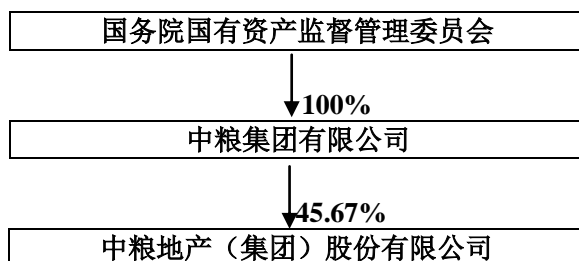 国务院国有资产监督管理委员会
100%
中粮集团有限公司
45.67%
中粮地产（集团）股份有限公司